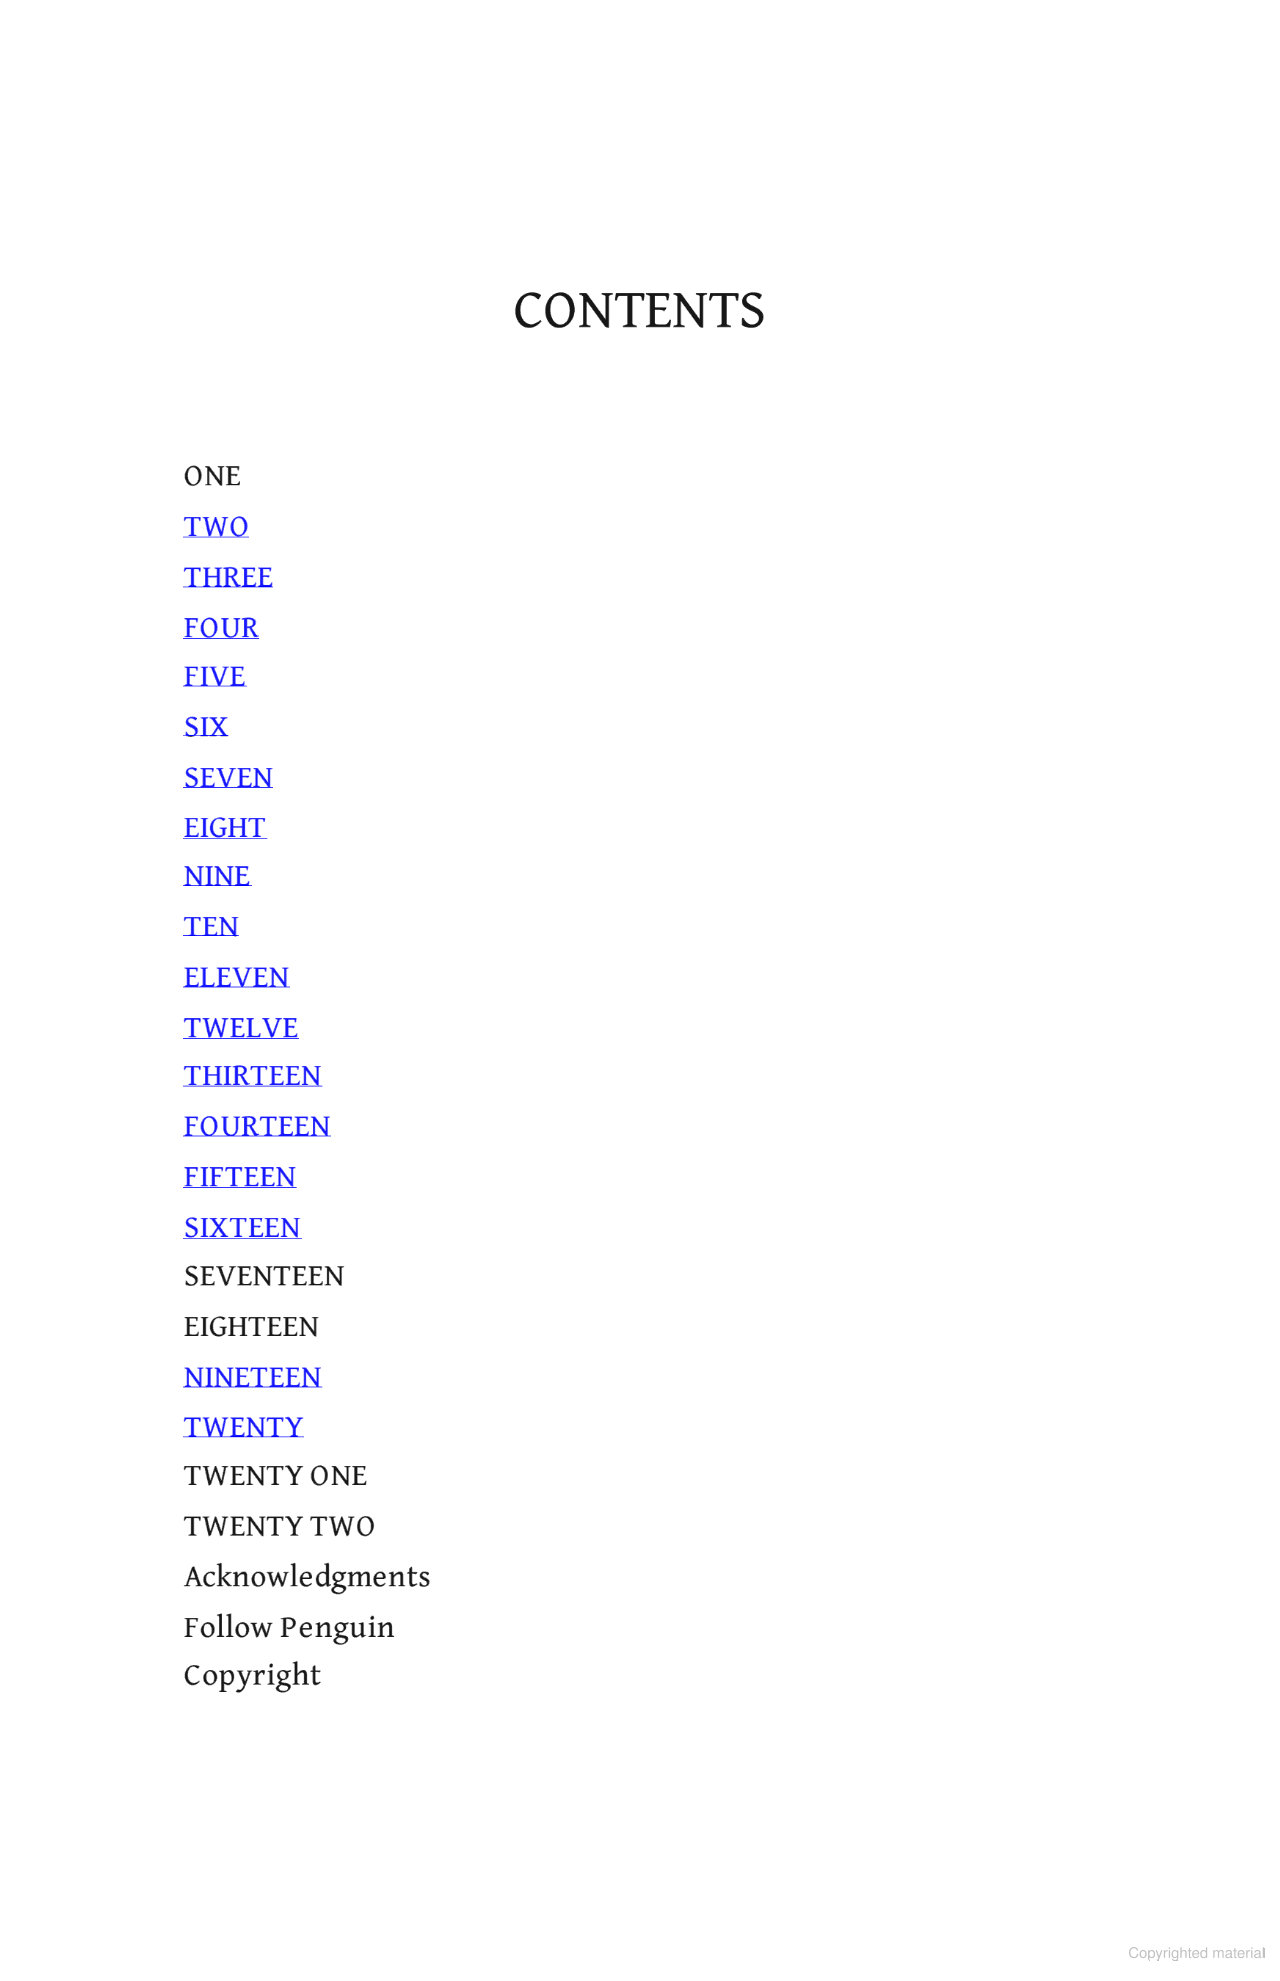 CONTENTS
ONE
TWO
THREE
FOUR
FIVE
SIX
SEVEN
EIGHT
NINE
TEN
ELEVEN
TWELVE
THIRTEEN
FOURTEEN
FIFTEEN
SIXTEEN
SEVENTEEN
EIGHTEEN
NINETEEN
TWENTY
TWENTY ONE
TWENTY TWO
Acknowledgments
Follow Penguin
Copyright
Copyrighted material